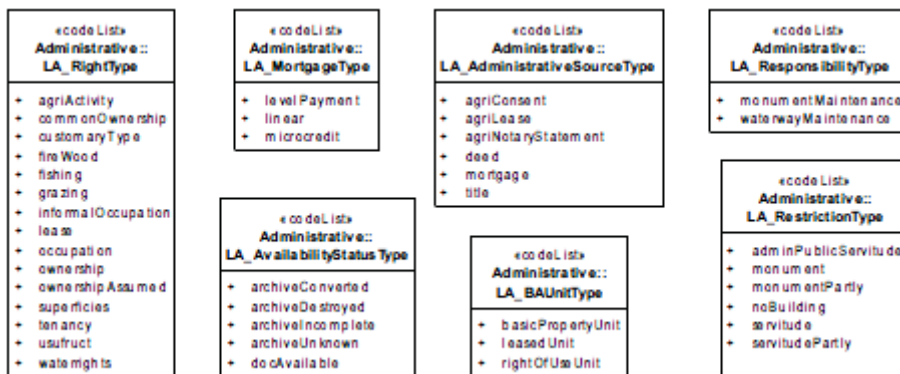 «codeList»
Administrative::
LA_RightType
+ agriActivity
+ commonOwnership
+ customaryType
+ fireWood
+ fishing
+ grazing
+ informalOccupation
+ lease
+ occupation
+ ownership
+ ownershipAssumed
+ superficies
+ tenancy
+ usufruct
+ waterrights
«codeList»
Administrative::
LA_MortgageType
+ levelPayment
+ linear
+ microcredit
«codeList»
Administrative::
LA_AdministrativeSourceType
+ agriConsent
+ agriLease
+ agriNotaryStatement
+ deed
+ mortgage
+ title
«codeList»
Administrative::
LA_ResponsibilityType
+ monumentMaintenance
+ waterwayMaintenance
«codeList»
Administrative::
LA_AvailabilityStatusType
+ archiveConverted
+ archiveDestroyed
+ archiveIncomplete
+ archiveUnknown
+ docAvailable
«codeList»
Administrative::
LA_BAUnitType
+ basicPropertyUnit
+ leasedUnit
+ rightOfUseUnit
«codeList»
Administrative::
LA_RestrictionType
+ adminPublicServitude
+ monument
+ monumentPartly
+ noBuilding
+ servitude
+ servitudePartly